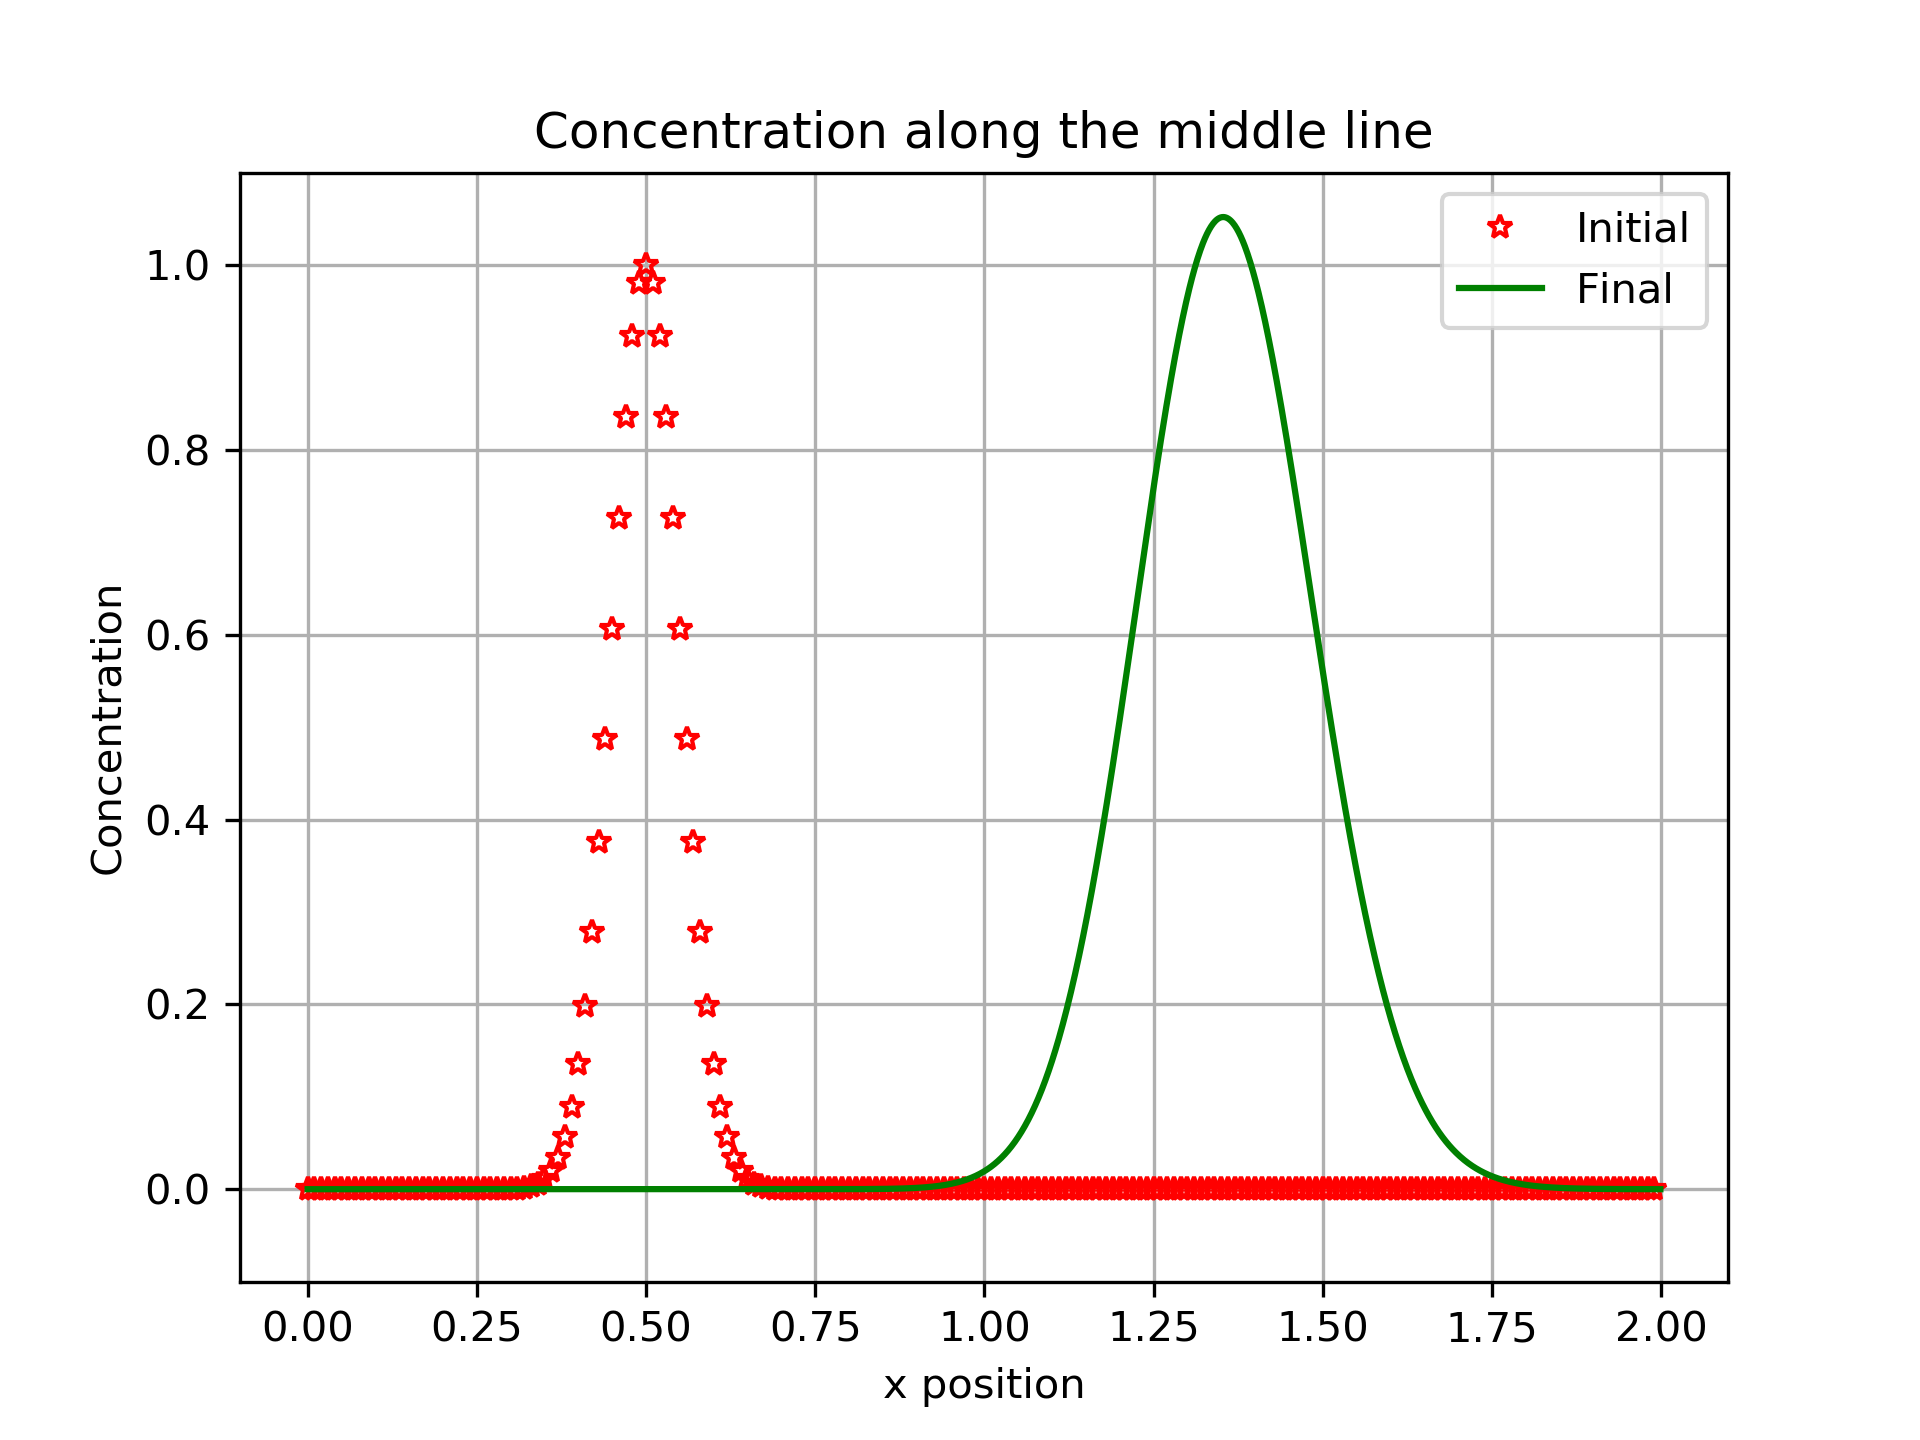 Concentration along the middle line
Initial
Final
1.0
0.8
0.6
0.4
0.2
0.0
Concentration
0.00 0.25 0.50 0.75 1.00 1.25 1.50 1.75 2.00
x position